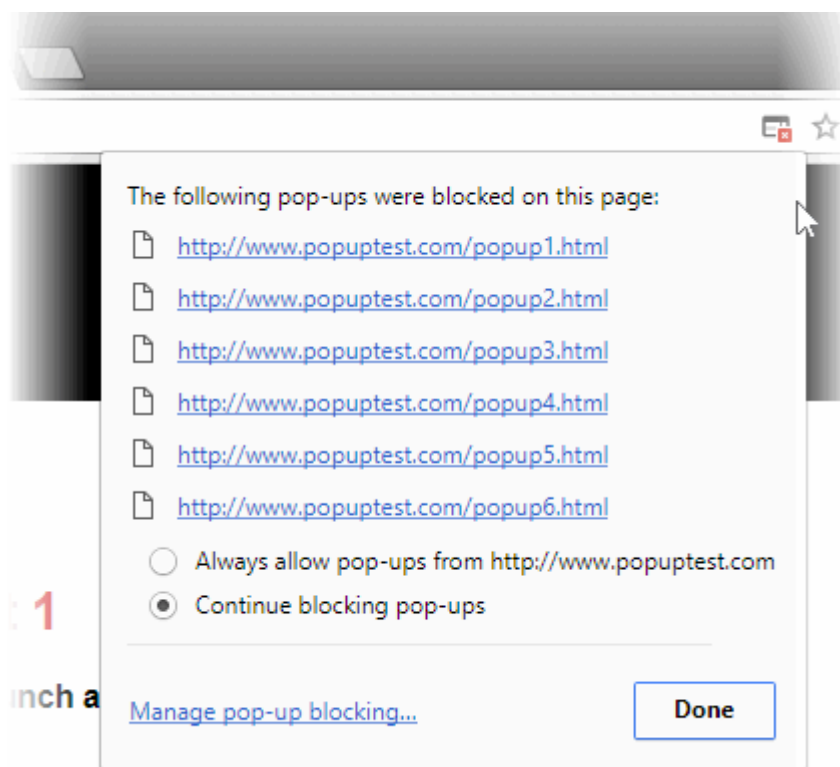 The following pop-ups were blocked on this page:
http://www.popuptest.com/popup1.html
http://www.popuptest.com/popup2.html
http://www.popuptest.com/popup3.html
http://www.popuptest.com/popup4.html
http://www.popuptest.com/popup5.html
http://www.popuptest.com/popup6.html
Always allow pop-ups from http://www.popuptest.com
Continue blocking pop-ups
: 1
nch a
Manage pop-up blocking...
Done